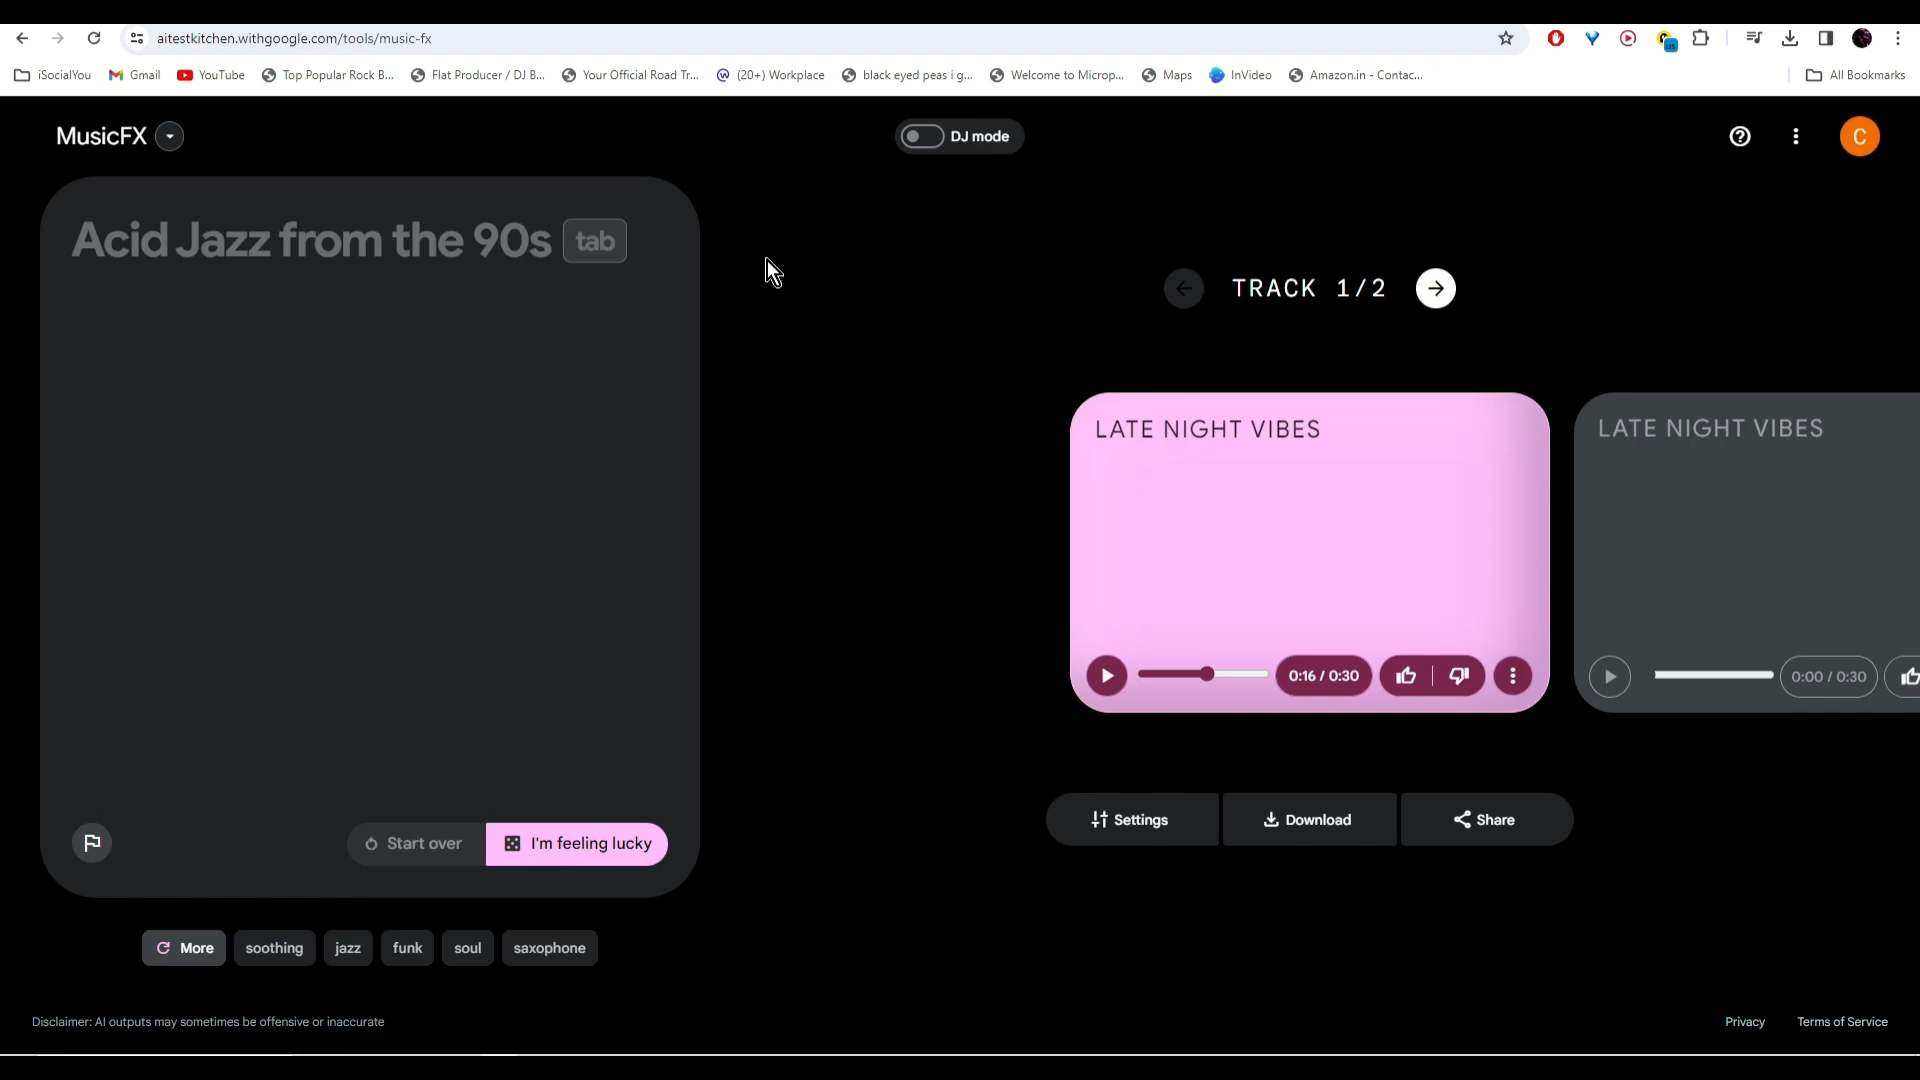 aitestkitchen.withgoogle.com/tools/music-fx
us
iSocialYou Gmail YouTube Top Popular Rock B... Flat Producer / DJ B... Your Official Road Tr... (20+) Workplace black eyed peas i g... Welcome to Microp... Maps InVideo Amazon.in - Contac... All Bookmarks
MusicFX DJ mode C
Acid Jazz from the 90s tab
TRACK 1/2
LATE NIGHT VIBES
0:16 / 0:30
LATE NIGHT VIBES
0:00 / 0:30
Settings Download Share
Start over I'm feeling lucky
More soothing jazz funk soul saxophone
Disclaimer: AI outputs may sometimes be offensive or inaccurate
Privacy Terms of Service